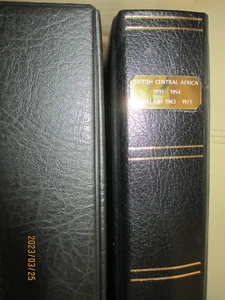 BRITISH CENTRAL AFRICA
1891 - 1954
MALAWI 1963 - 1973
2023/03/25